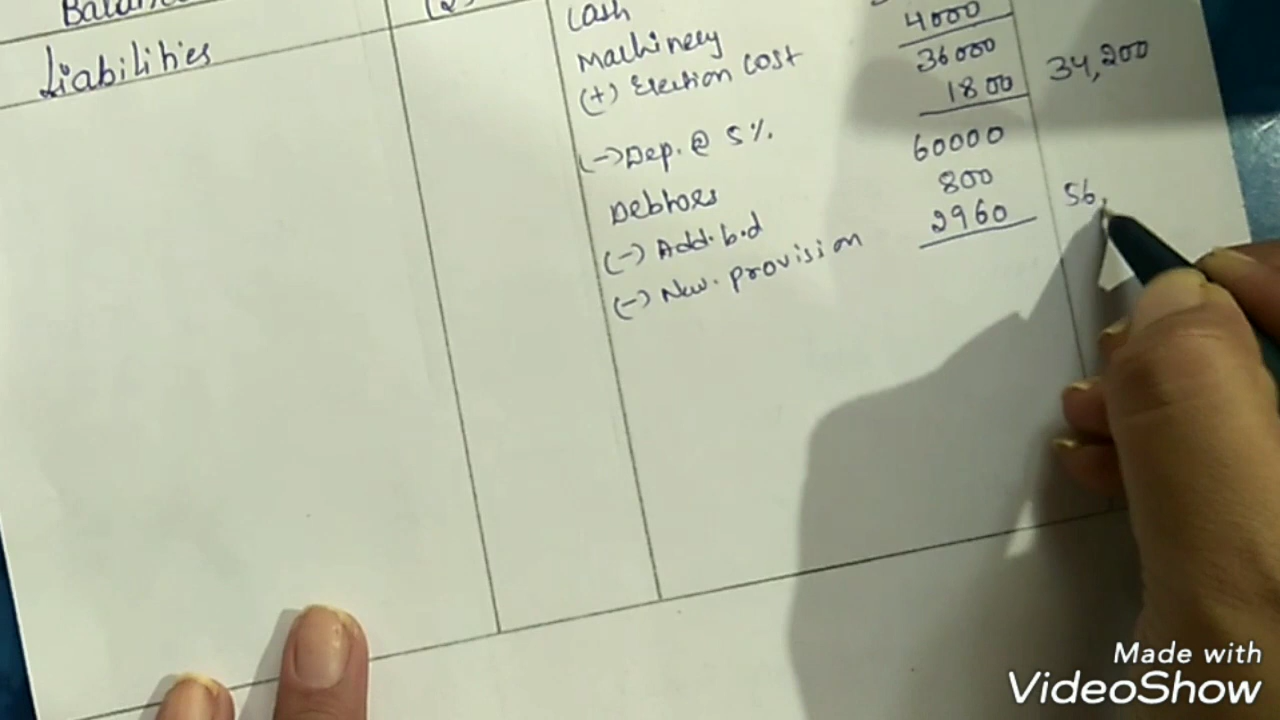 Liabilities
Cash
Machinery 4000
(+) Erection cost 36000
1800 34,200
(-) Dep. @ 5%. 60000
Debtors 800
(-) Add. b.d 2960 56,
(-) New. provision
Made with
VideoShow